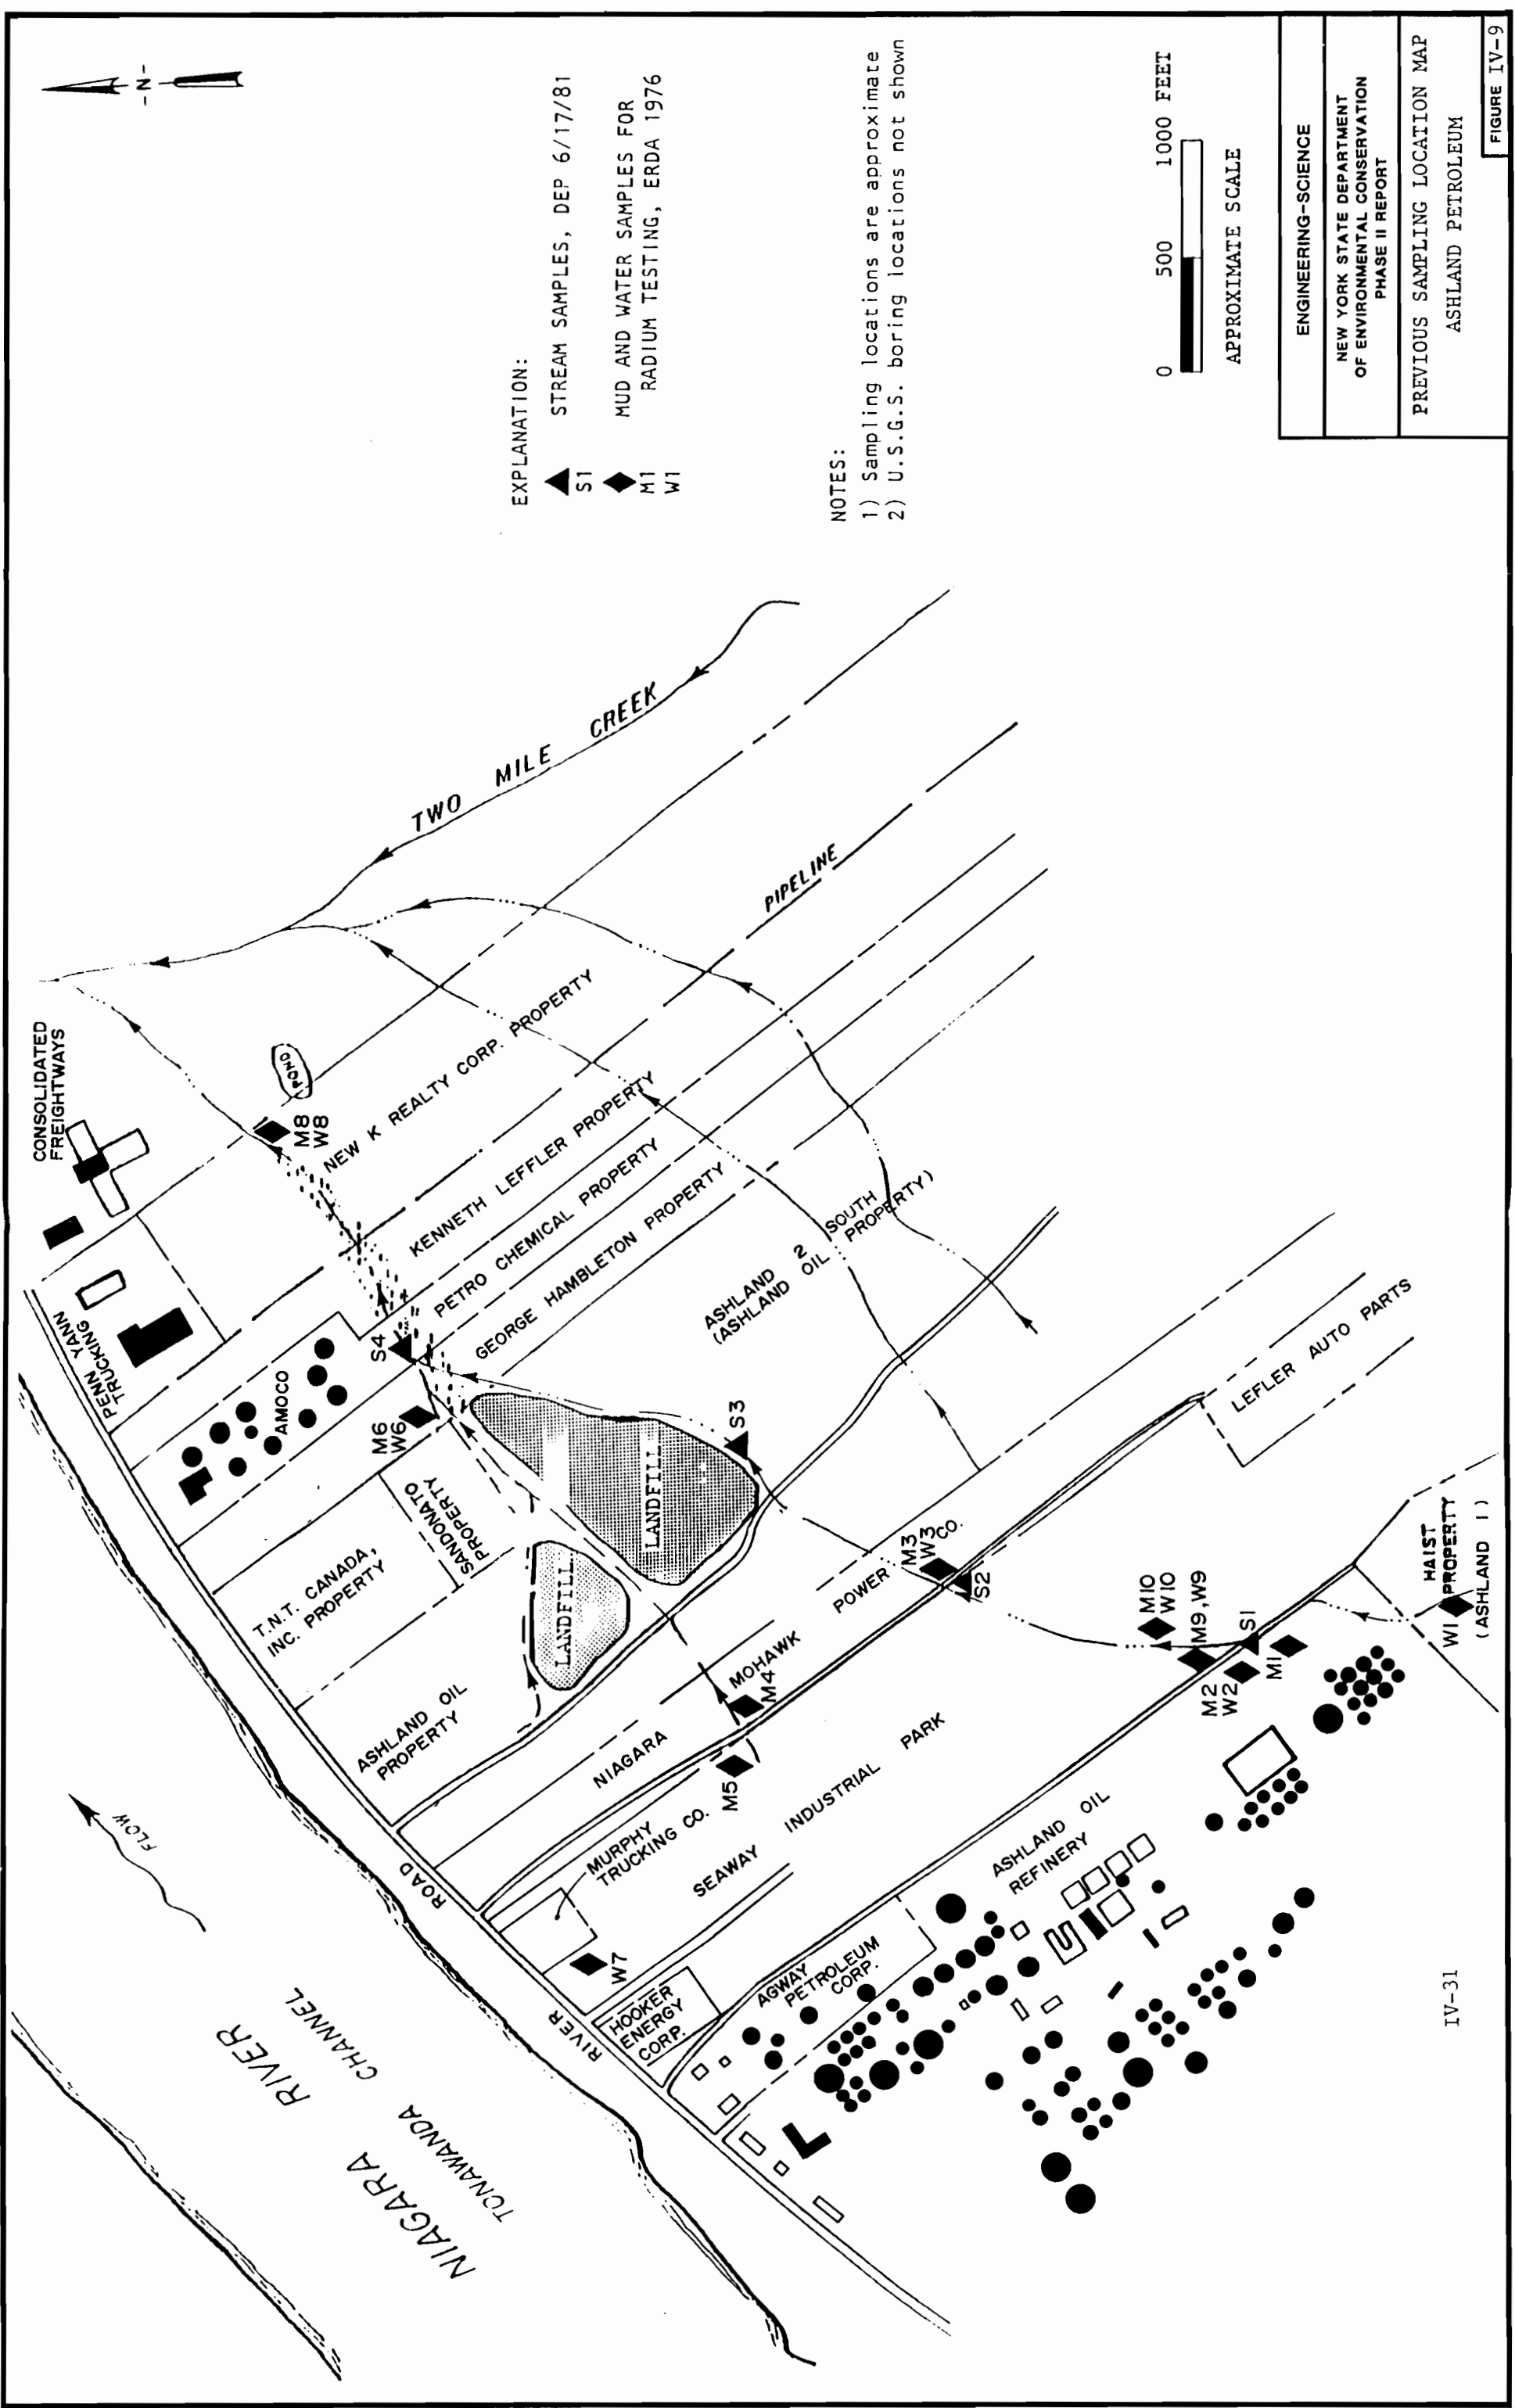 -N-
EXPLANATION:
S1
STREAM SAMPLES, DEP 6/17/81
M1
W1
MUD AND WATER SAMPLES FOR
RADIUM TESTING, ERDA 1976
NOTES:
1) Sampling locations are approximate
2) U.S.G.S. boring locations not shown
0 500 1000 FEET
APPROXIMATE SCALE
NIAGARA RIVER
TONAWANDA CHANNEL
FLOW
RIVER ROAD
CONSOLIDATED
FREIGHTWAYS
PENN YANN
TRUCKING
AMOCO
POND
M8
W8
TWO MILE CREEK
PIPELINE
NEW K REALTY CORP. PROPERTY
KENNETH LEFFLER PROPERTY
PETRO CHEMICAL PROPERTY
GEORGE HAMBLETON PROPERTY
S4
M6
W6
T.N.T. CANADA,
INC. PROPERTY
SANDONATO
PROPERTY
LANDFILL
LANDFILL
S3
ASHLAND 2
(ASHLAND OIL SOUTH
PROPERTY)
ASHLAND OIL
PROPERTY
NIAGARA MOHAWK POWER CO.
M3
W3
S2
M4
M5
MURPHY
TRUCKING CO.
SEAWAY INDUSTRIAL PARK
W7
HOOKER
ENERGY
CORP.
AGWAY
PETROLEUM
CORP.
ASHLAND OIL
REFINERY
LEFLER AUTO PARTS
M10
W10
M9,W9
M2
W2
S1
M1
W1
HAIST
PROPERTY
(ASHLAND 1)
IV-31
ENGINEERING-SCIENCE
NEW YORK STATE DEPARTMENT
OF ENVIRONMENTAL CONSERVATION
PHASE II REPORT
PREVIOUS SAMPLING LOCATION MAP
ASHLAND PETROLEUM
FIGURE IV-9